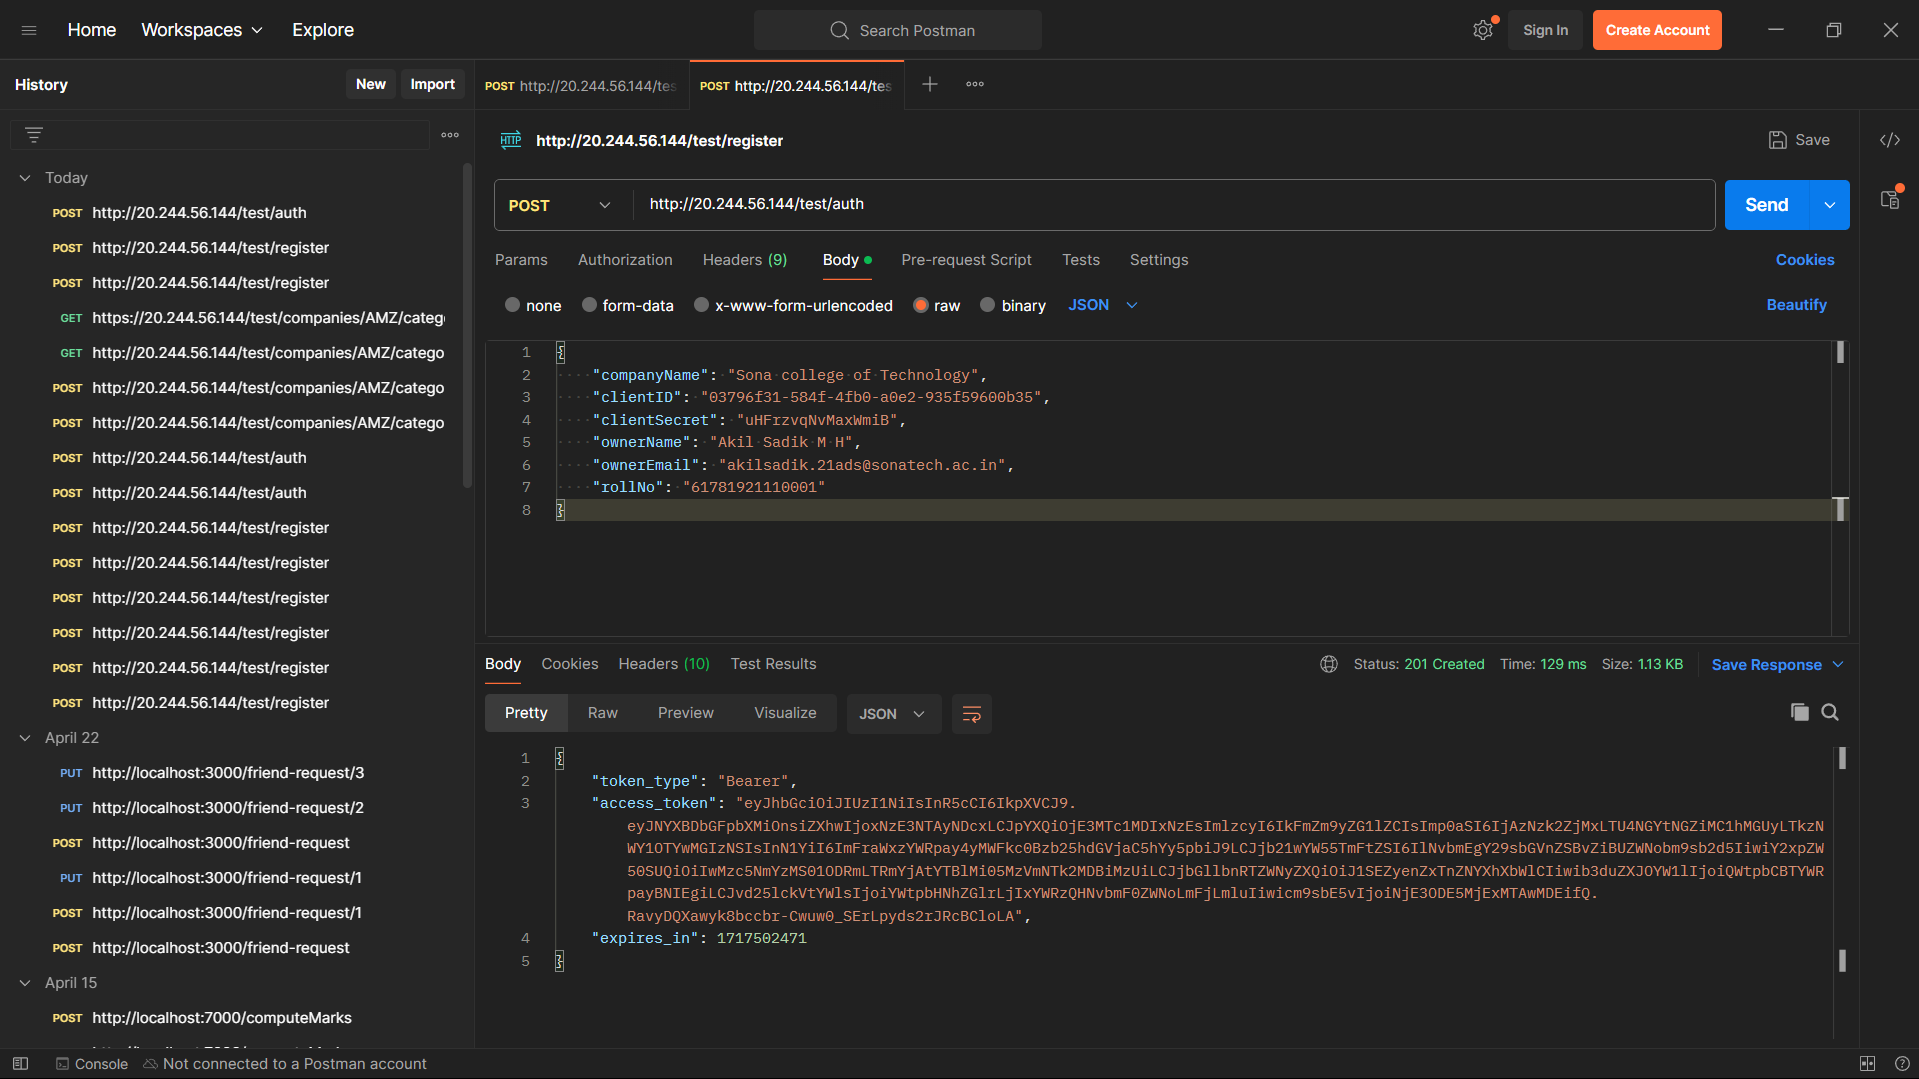 Home Workspaces Explore
Search Postman
Sign In Create Account
History New Import
POST http://20.244.56.144/tes
POST http://20.244.56.144/tes
Today
POST http://20.244.56.144/test/auth
POST http://20.244.56.144/test/register
POST http://20.244.56.144/test/register
GET https://20.244.56.144/test/companies/AMZ/categ
GET http://20.244.56.144/test/companies/AMZ/catego
POST http://20.244.56.144/test/companies/AMZ/catego
POST http://20.244.56.144/test/companies/AMZ/catego
POST http://20.244.56.144/test/auth
POST http://20.244.56.144/test/auth
POST http://20.244.56.144/test/register
POST http://20.244.56.144/test/register
POST http://20.244.56.144/test/register
POST http://20.244.56.144/test/register
POST http://20.244.56.144/test/register
POST http://20.244.56.144/test/register
April 22
PUT http://localhost:3000/friend-request/3
PUT http://localhost:3000/friend-request/2
POST http://localhost:3000/friend-request
PUT http://localhost:3000/friend-request/1
POST http://localhost:3000/friend-request/1
POST http://localhost:3000/friend-request
April 15
POST http://localhost:7000/computeMarks
HTTP http://20.244.56.144/test/register
Save
POST http://20.244.56.144/test/auth
Send
Params Authorization Headers (9) Body Pre-request Script Tests Settings Cookies
none form-data x-www-form-urlencoded raw binary JSON Beautify
1 {
2 "companyName": "Sona college of Technology",
3 "clientID": "03796f31-584f-4fb0-a0e2-935f59600b35",
4 "clientSecret": "uHFrzvqNvMaxWmiB",
5 "ownerName": "Akil Sadik M H",
6 "ownerEmail": "akilsadik.21ads@sonatech.ac.in",
7 "rollNo": "61781921110001"
8 }
Body Cookies Headers (10) Test Results
Status: 201 Created Time: 129 ms Size: 1.13 KB Save Response
Pretty Raw Preview Visualize JSON
1 {
2 "token_type": "Bearer",
3 "access_token": "eyJhbGciOiJIUzI1NiIsInR5cCI6IkpXVCJ9.
eyJNYXBDbGFpbXMiOnsiZXhwIjoxNzE3NTAyNDcxLCJpYXQiOjE3MTc1MDIxNzEsImlzcyI6IkFmZm9yZG1lZCIsImp0aSI6IjAzNzk2ZjMxLTU4NGYtNGZiMC1hMGUyLTkzN
WY1OTYwMGIzNSIsInN1YiI6ImFraWxzYWRpay4yMWFkc0Bzb25hdGVjaC5hYy5pbiJ9LCJjb21wYW55TmFtZSI6IlNvbmEgY29sbGVnZSBvZiBUZWNobm9sb2d5IiwiY2xpZW
50SUQiOiIwMzc5NmYzMS01ODRmLTRmYjAtYTBlMi05MzVmNTk2MDBiMzUiLCJjbGllbnRTZWNyZXQiOiJ1SEZyenZxTnZNYXhXbWlCIiwib3duZXJOYW1lIjoiQWtpbCBTYWR
payBNIEgiLCJvd25lckVtYWlsIjoiYWtpbHNhZGlrLjIxYWRzQHNvbmF0ZWNoLmFjLmluIiwicm9sbE5vIjoiNjE3ODE5MjExMTAwMDEifQ.
RavyDQXawyk8bccbr-Cwuw0_SErLpyds2rJRcBCloLA",
4 "expires_in": 1717502471
5 }
Console Not connected to a Postman account